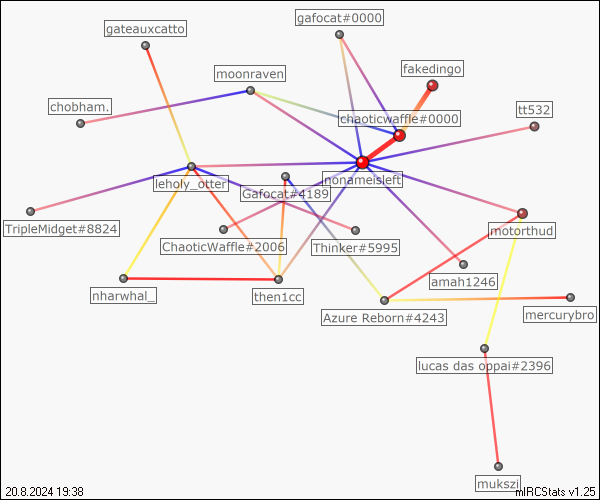 gafocat#0000
gateauxcatto
fakedingo
moonraven
chobham.
tt532
chaoticwaffle#0000
leholy_otter
nonameisleft
Gafocat#4189
TripleMidget#8824
ChaoticWaffle#2006
Thinker#5995
motorthud
amah1246
nharwhal_
then1cc
Azure Reborn#4243
mercurybro
lucas das oppai#2396
mukszi
20.8.2024 19:38
mIRCStats v1.25